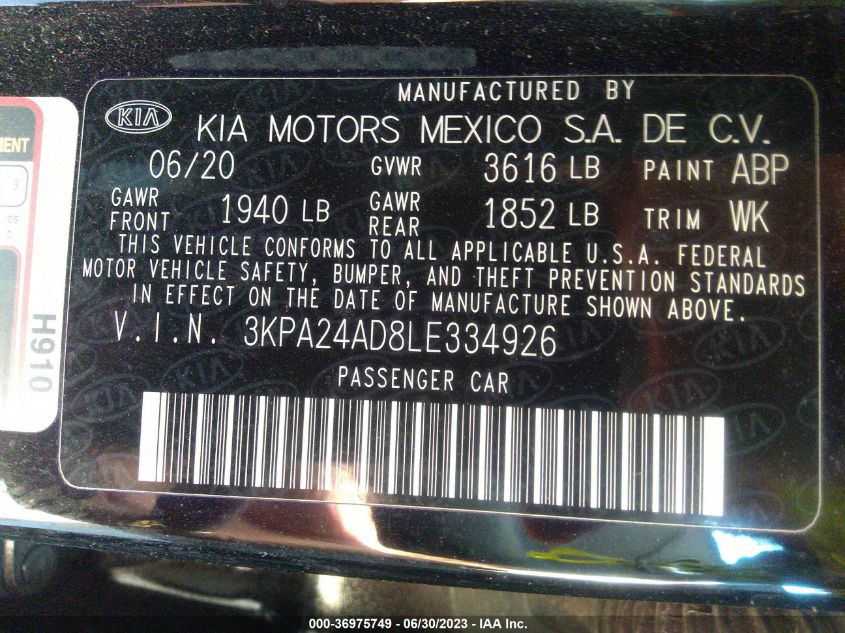 MANUFACTURED BY
KIA KIA MOTORS MEXICO S.A. DE C.V.
06/20 GVWR 3616 LB PAINT ABP
GAWR FRONT 1940 LB GAWR REAR 1852 LB TRIM WK
THIS VEHICLE CONFORMS TO ALL APPLICABLE U.S.A. FEDERAL
MOTOR VEHICLE SAFETY, BUMPER, AND THEFT PREVENTION STANDARDS
IN EFFECT ON THE DATE OF MANUFACTURE SHOWN ABOVE.
V.I.N. 3KPA24AD8LE334926
PASSENGER CAR
H910
000-36975749 - 06/30/2023 - © IAA Inc.